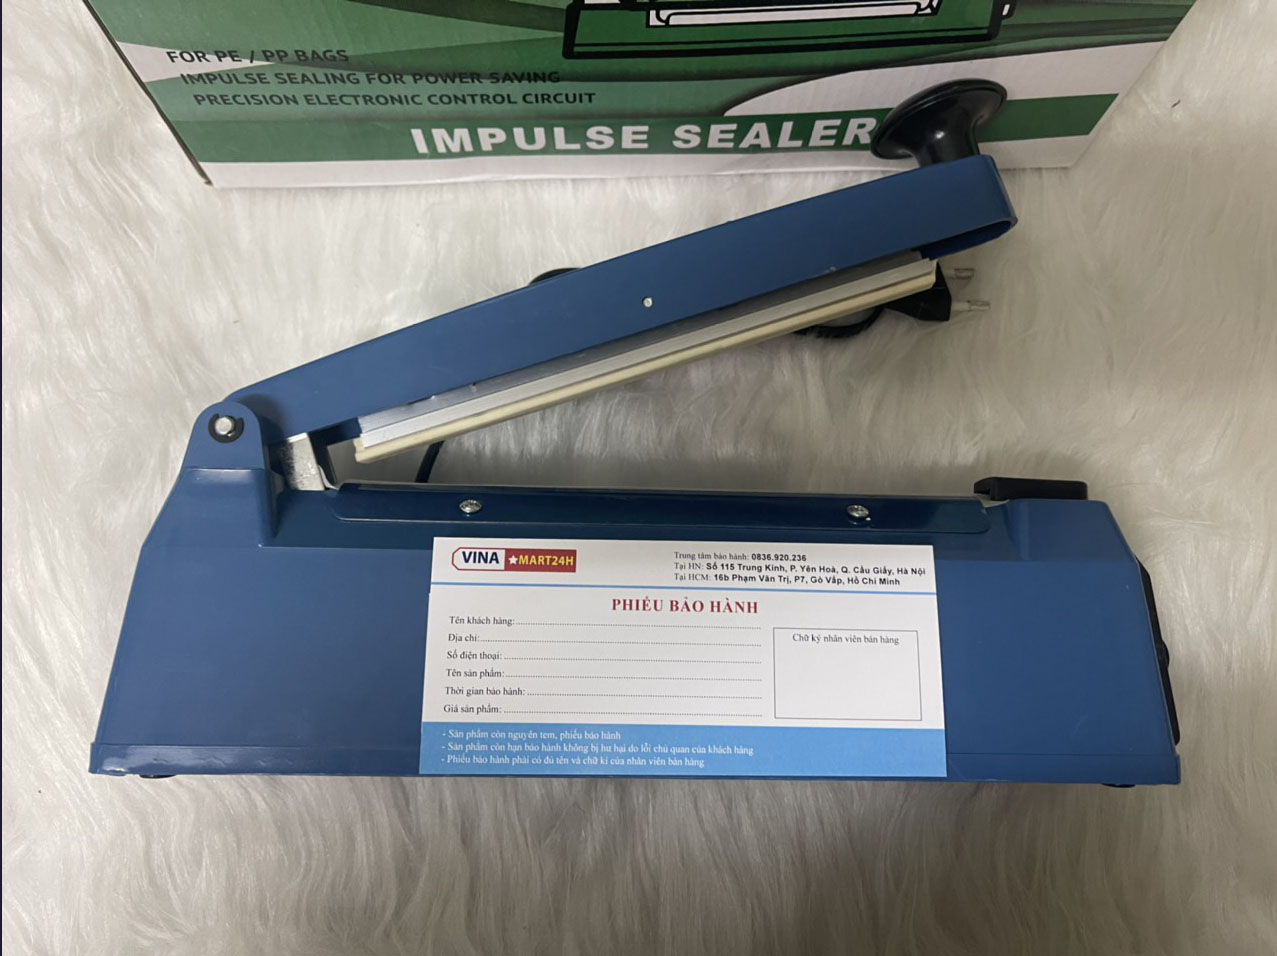 FOR PE / PP BAGS
IMPULSE SEALING FOR POWER SAVING
PRECISION ELECTRONIC CONTROL CIRCUIT
IMPULSE SEALER
VINA MART24H
Trung tâm bảo hành: 0836.920.236
Tại HN: Số 115 Trung Kính, P. Yên Hoà, Q. Cầu Giấy, Hà Nội
Tại HCM: 16b Phạm Văn Trị, P7, Gò Vấp, Hồ Chí Minh
PHIẾU BẢO HÀNH
Tên khách hàng:
Địa chỉ:
Số điện thoại:
Tên sản phẩm:
Thời gian bảo hành:
Giá sản phẩm:
Chữ ký nhân viên bán hàng
- Sản phẩm còn nguyên tem, phiếu bảo hành
- Sản phẩm còn hạn bảo hành không bị hư hại do lỗi chủ quan của khách hàng
- Phiếu bảo hành phải có đủ tên và chữ kí của nhân viên bán hàng